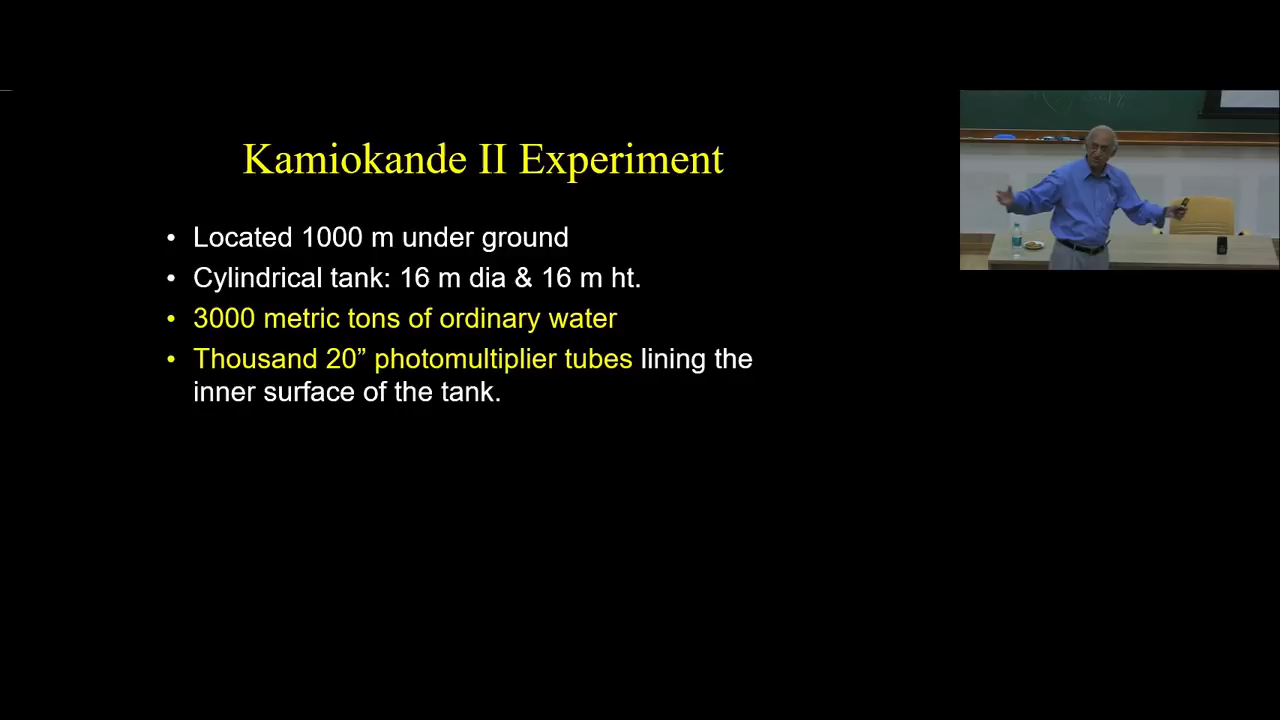 Kamiokande II Experiment
• Located 1000 m under ground
• Cylindrical tank: 16 m dia & 16 m ht.
• 3000 metric tons of ordinary water
• Thousand 20” photomultiplier tubes lining the
inner surface of the tank.